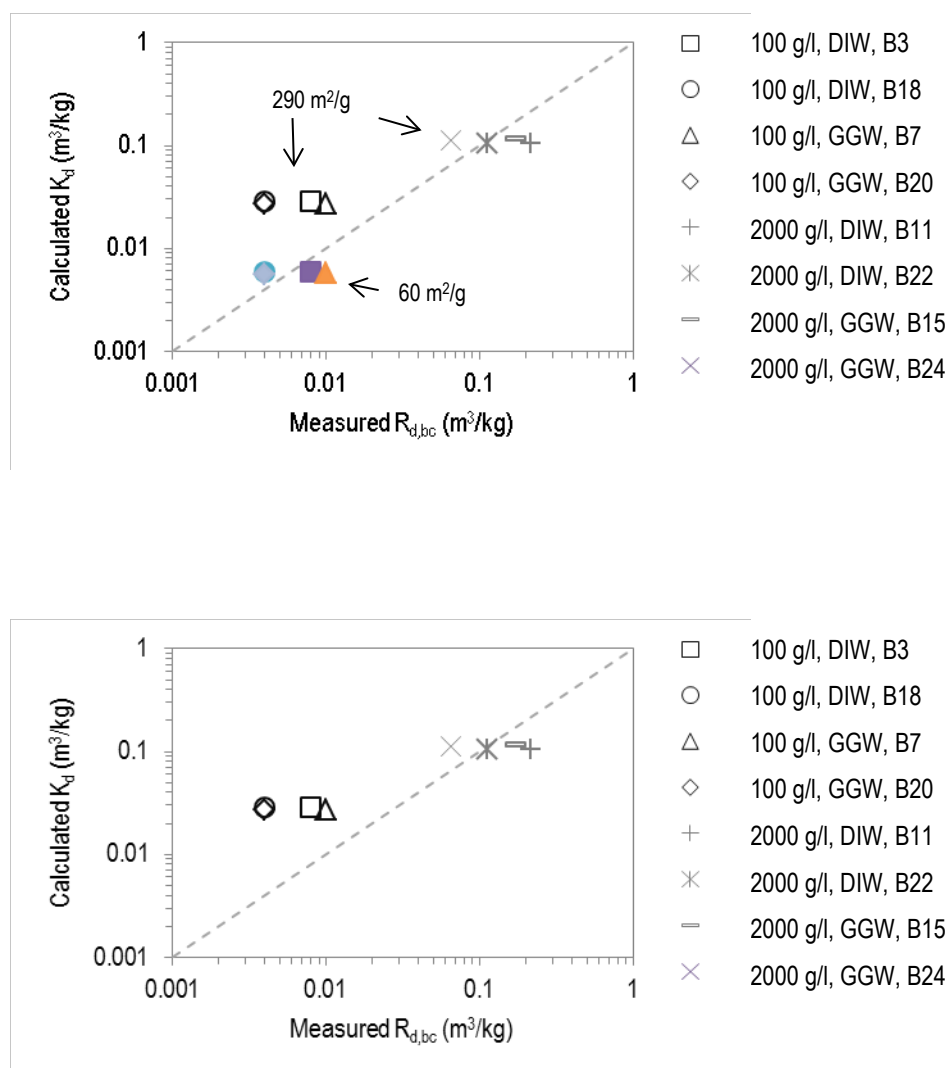 1
0.1
0.01
0.001
Calculated K_d (m³/kg)
290 m²/g
60 m²/g
0.001 0.01 0.1 1
Measured R_d,bc (m³/kg)
100 g/l, DIW, B3
100 g/l, DIW, B18
100 g/l, GGW, B7
100 g/l, GGW, B20
2000 g/l, DIW, B11
2000 g/l, DIW, B22
2000 g/l, GGW, B15
2000 g/l, GGW, B24
1
0.1
0.01
0.001
Calculated K_d (m³/kg)
0.001 0.01 0.1 1
Measured R_d,bc (m³/kg)
100 g/l, DIW, B3
100 g/l, DIW, B18
100 g/l, GGW, B7
100 g/l, GGW, B20
2000 g/l, DIW, B11
2000 g/l, DIW, B22
2000 g/l, GGW, B15
2000 g/l, GGW, B24